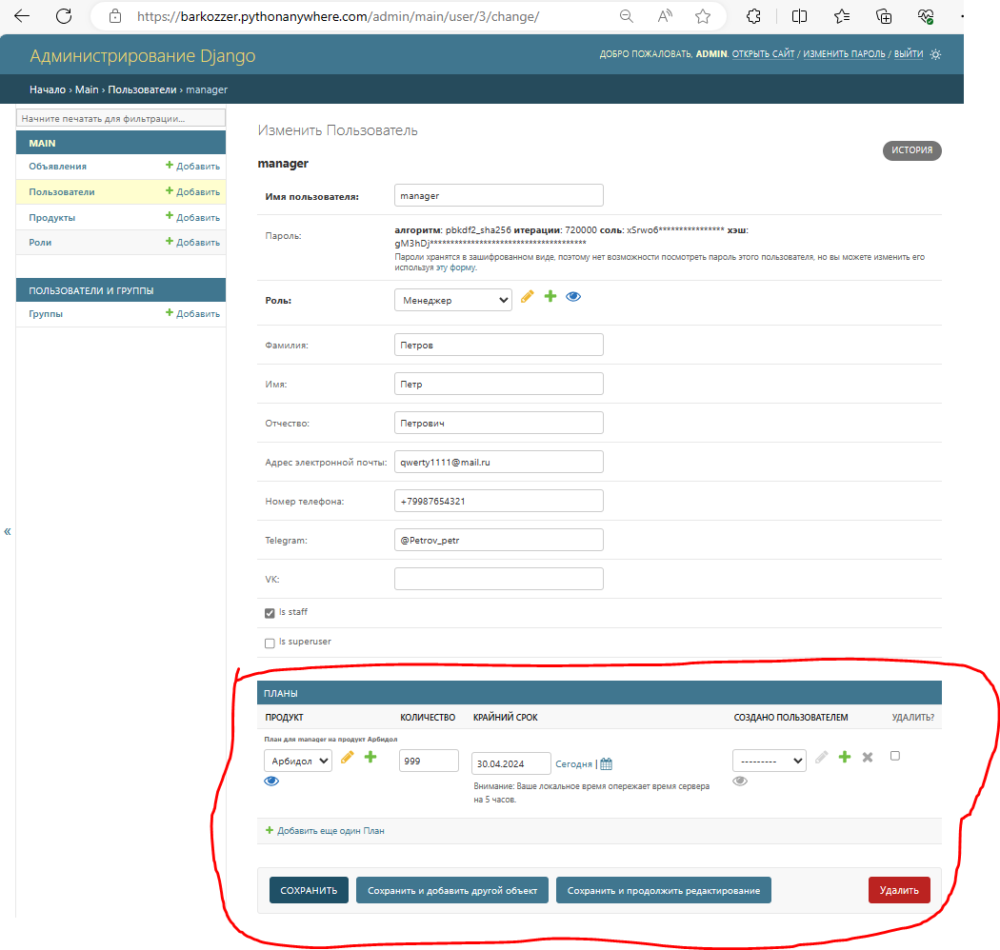 https://barkozzer.pythonanywhere.com/admin/main/user/3/change/
Администрирование Django
ДОБРО ПОЖАЛОВАТЬ, ADMIN. ОТКРЫТЬ САЙТ / ИЗМЕНИТЬ ПАРОЛЬ / ВЫЙТИ
Начало › Main › Пользователи › manager
Начните печатать для фильтрации...
MAIN
Объявления + Добавить
Пользователи + Добавить
Продукты + Добавить
Роли + Добавить
ПОЛЬЗОВАТЕЛИ И ГРУППЫ
Группы + Добавить
«
Изменить Пользователь
ИСТОРИЯ
manager
Имя пользователя: manager
Пароль: алгоритм: pbkdf2_sha256 итерации: 720000 соль: xSrwo6**************** хэш:
gM3hDj**************************************
Пароли хранятся в зашифрованном виде, поэтому нет возможности посмотреть пароль этого пользователя, но вы можете изменить его
используя эту форму.
Роль: Менеджер
Фамилия: Петров
Имя: Петр
Отчество: Петрович
Адрес электронной почты: qwerty1111@mail.ru
Номер телефона: +79987654321
Telegram: @Petrov_petr
VK:
Is staff
Is superuser
ПЛАНЫ
ПРОДУКТ КОЛИЧЕСТВО КРАЙНИЙ СРОК СОЗДАНО ПОЛЬЗОВАТЕЛЕМ УДАЛИТЬ?
План для manager на продукт Арбидол
Арбидол 999 30.04.2024 Сегодня | ---------
Внимание: Ваше локальное время опережает время сервера
на 5 часов.
+ Добавить еще один План
СОХРАНИТЬ Сохранить и добавить другой объект Сохранить и продолжить редактирование Удалить